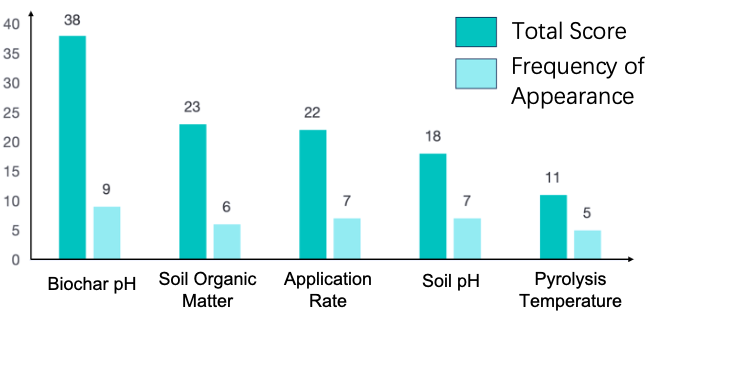 40
35
30
25
20
15
10
5
0
38
9
23
6
22
7
18
7
11
5
Total Score
Frequency of
Appearance
Biochar pH
Soil Organic
Matter
Application
Rate
Soil pH
Pyrolysis
Temperature